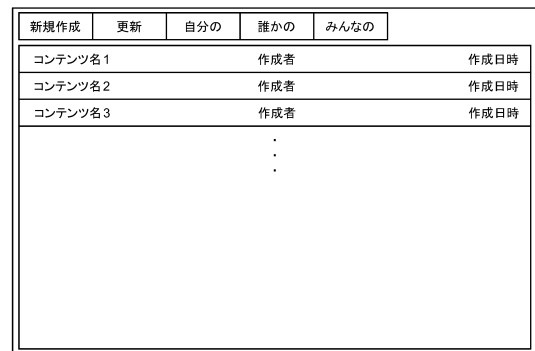 新規作成 更新 自分の 誰かの みんなの
コンテンツ名1 作成者 作成日時
コンテンツ名2 作成者 作成日時
コンテンツ名3 作成者 作成日時